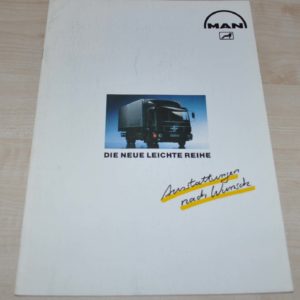 MAN
DIE NEUE LEICHTE REIHE
Ausstattungen
nach Wunsch